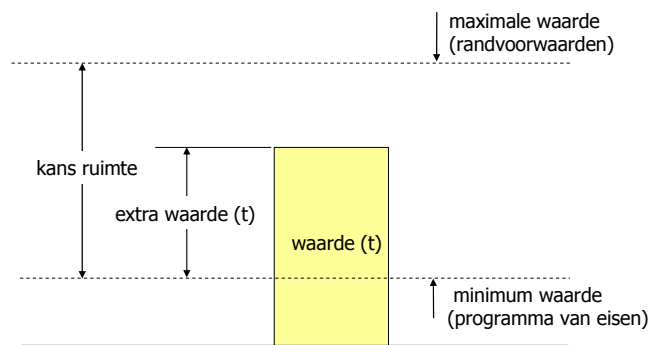 maximale waarde
(randvoorwaarden)
kans ruimte
extra waarde (t)
waarde (t)
minimum waarde
(programma van eisen)